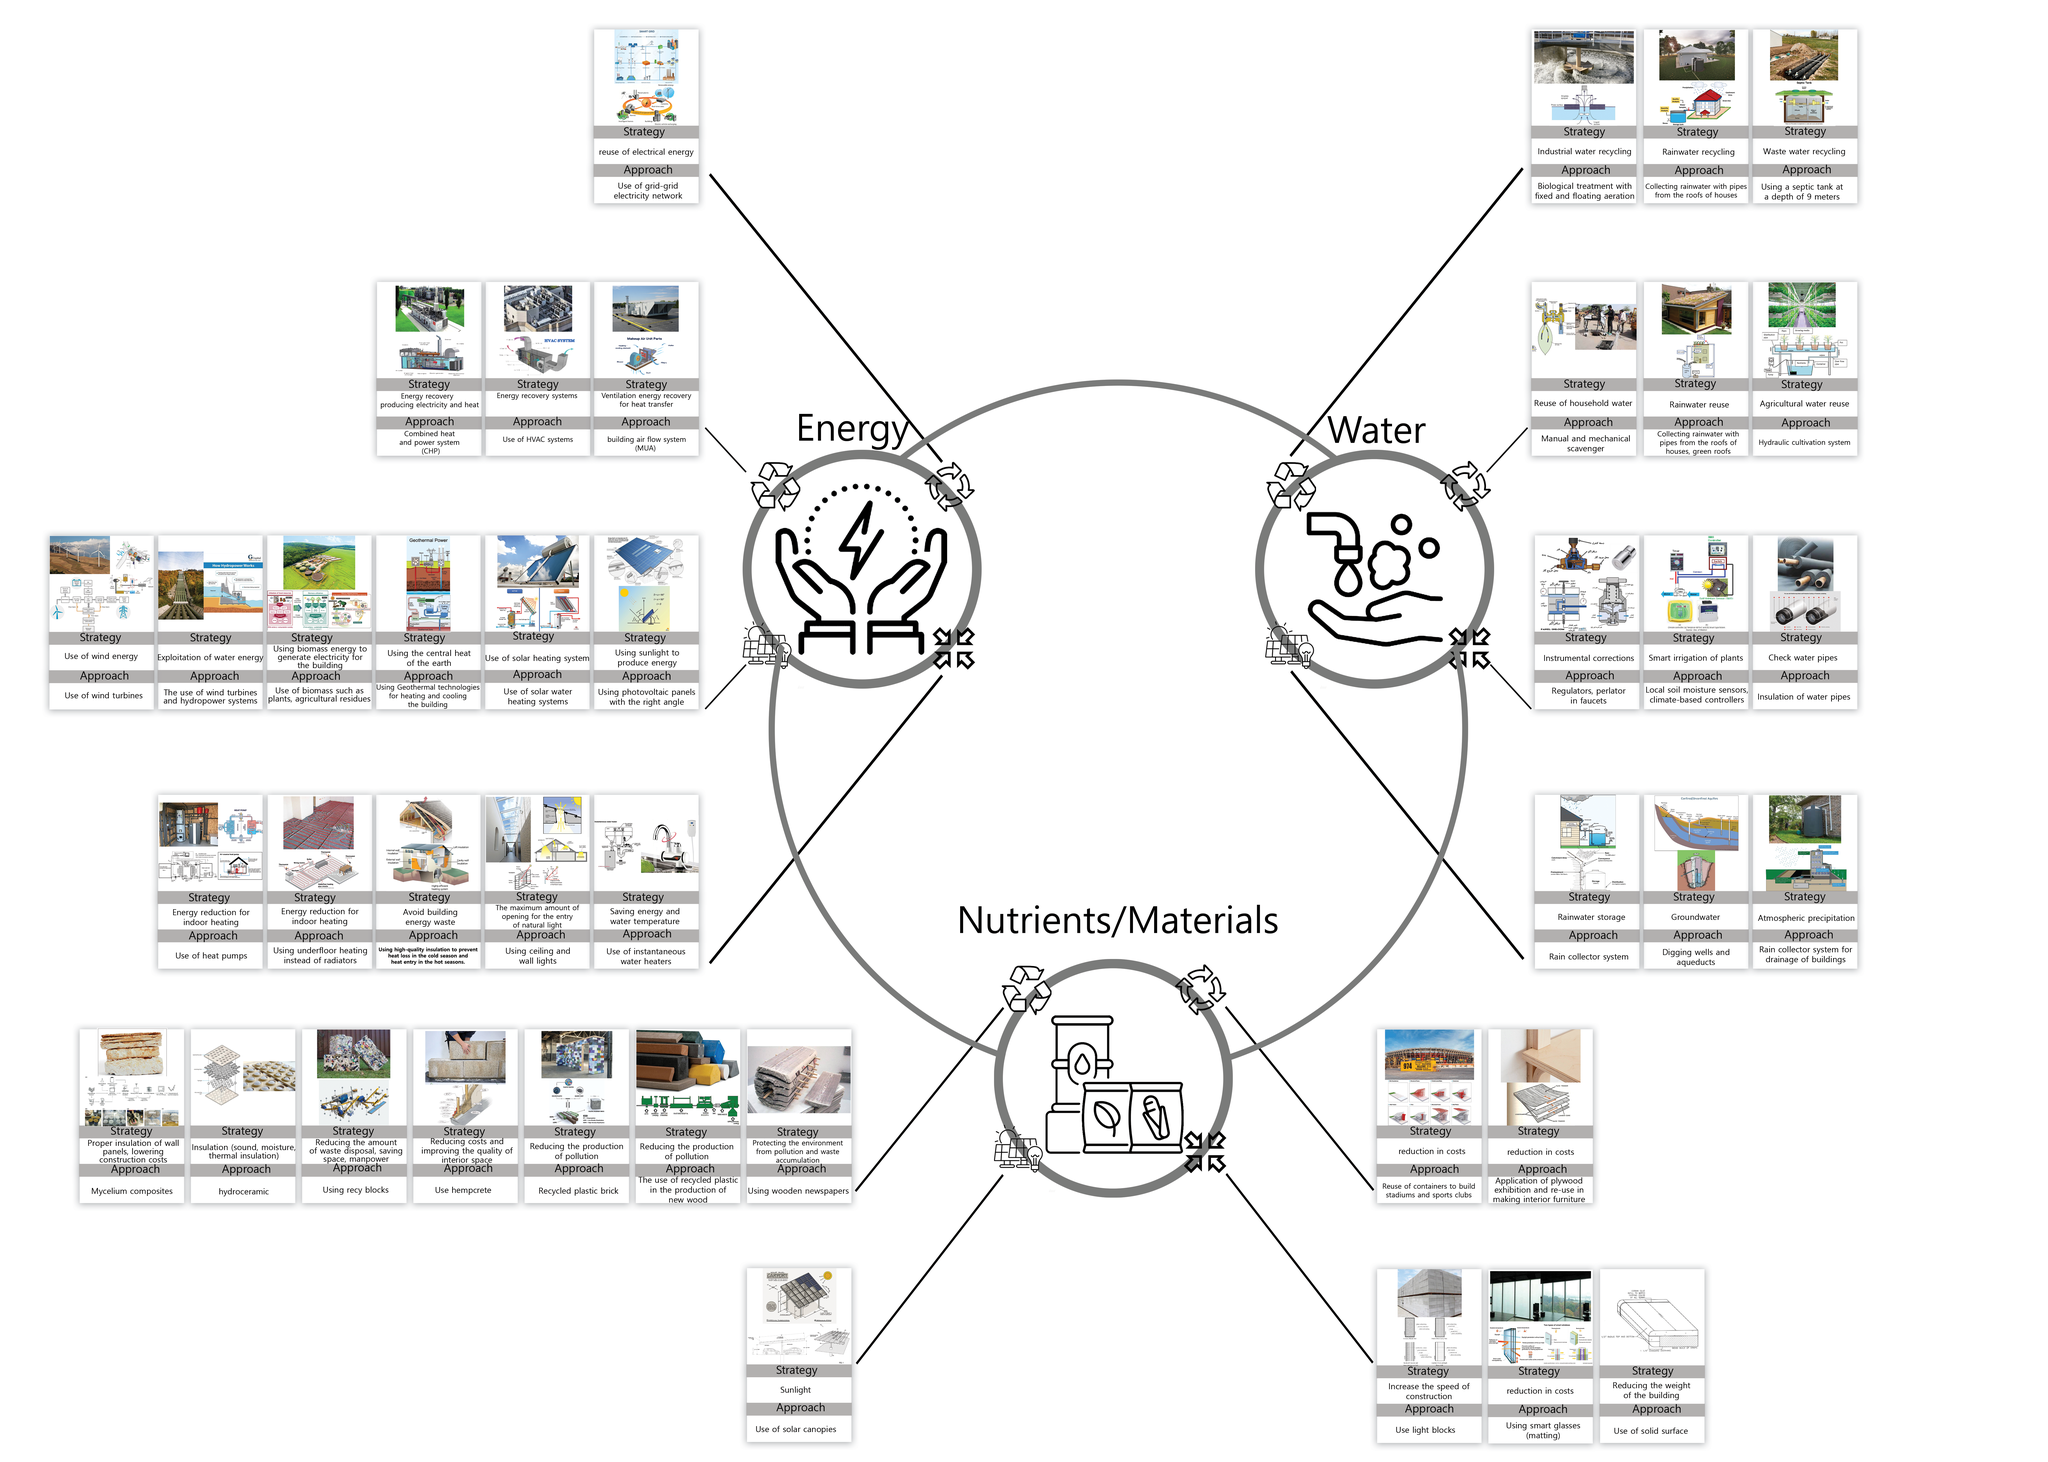 SMART GRID
Strategy
reuse of electrical energy
Approach
Use of grid-grid
electricity network
Strategy
Industrial water recycling
Approach
Biological treatment with
fixed and floating aeration
Strategy
Rainwater recycling
Approach
Collecting rainwater with pipes
from the roofs of houses
Strategy
Waste water recycling
Approach
Using a septic tank at
a depth of 9 meters
Strategy
Energy recovery
producing electricity and heat
Approach
Combined heat
and power system
(CHP)
HVAC SYSTEM
Strategy
Energy recovery systems
Approach
Use of HVAC systems
Makeup Air Unit Parts
Strategy
Ventilation energy recovery
for heat transfer
Approach
building air flow system
(MUA)
Strategy
Reuse of household water
Approach
Manual and mechanical
scavenger
Strategy
Rainwater reuse
Approach
Collecting rainwater with
pipes from the roofs of
houses, green roofs
Strategy
Agricultural water reuse
Approach
Hydraulic cultivation system
Energy
Water
Strategy
Use of wind energy
Approach
Use of wind turbines
How Hydropower Works
Strategy
Exploitation of water energy
Approach
The use of wind turbines
and hydropower systems
Strategy
Using biomass energy to
generate electricity for
the building
Approach
Use of biomass such as
plants, agricultural residues
Geothermal Power
Strategy
Using the central heat
of the earth
Approach
Using Geothermal technologies
for heating and cooling
the building
Strategy
Use of solar heating system
Approach
Use of solar water
heating systems
Strategy
Using sunlight to
produce energy
Approach
Using photovoltaic panels
with the right angle
Strategy
Instrumental corrections
Approach
Regulators, perlator
in faucets
Strategy
Smart irrigation of plants
Approach
Local soil moisture sensors,
climate-based controllers
Strategy
Check water pipes
Approach
Insulation of water pipes
Strategy
Energy reduction for
indoor heating
Approach
Use of heat pumps
Strategy
Energy reduction for
indoor heating
Approach
Using underfloor heating
instead of radiators
Strategy
Avoid building
energy waste
Approach
Using high-quality insulation to prevent
heat loss in the cold season and
heat entry in the hot seasons.
Strategy
The maximum amount of
opening for the entry
of natural light
Approach
Using ceiling and
wall lights
Strategy
Saving energy and
water temperature
Approach
Use of instantaneous
water heaters
Strategy
Rainwater storage
Approach
Rain collector system
Strategy
Groundwater
Approach
Digging wells and
aqueducts
Strategy
Atmospheric precipitation
Approach
Rain collector system for
drainage of buildings
Nutrients/Materials
Strategy
Proper insulation of wall
panels, lowering
construction costs
Approach
Mycelium composites
Strategy
Insulation (sound, moisture,
thermal insulation)
Approach
hydroceramic
Strategy
Reducing the amount
of waste disposal, saving
space, manpower
Approach
Using recy blocks
Strategy
Reducing costs and
improving the quality of
interior space
Approach
Use hempcrete
Strategy
Reducing the production
of pollution
Approach
Recycled plastic brick
Strategy
Reducing the production
of pollution
Approach
The use of recycled plastic
in the production of
new wood
Strategy
Protecting the environment
from pollution and waste
accumulation
Approach
Using wooden newspapers
974
Strategy
reduction in costs
Approach
Reuse of containers to build
stadiums and sports clubs
Strategy
reduction in costs
Approach
Application of plywood
exhibition and re-use in
making interior furniture
Strategy
Sunlight
Approach
Use of solar canopies
Strategy
Increase the speed of
construction
Approach
Use light blocks
Strategy
reduction in costs
Approach
Using smart glasses
(matting)
Strategy
Reducing the weight
of the building
Approach
Use of solid surface